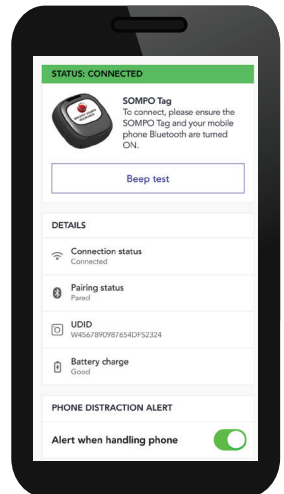 STATUS: CONNECTED
SOMPO Tag
To connect, please ensure the
SOMPO Tag and your mobile
phone Bluetooth are turned
ON.
Beep test
DETAILS
Connection status
Connected
Pairing status
Pared
UDID
W4567890987654DFS2324
Battery charge
Good
PHONE DISTRACTION ALERT
Alert when handling phone